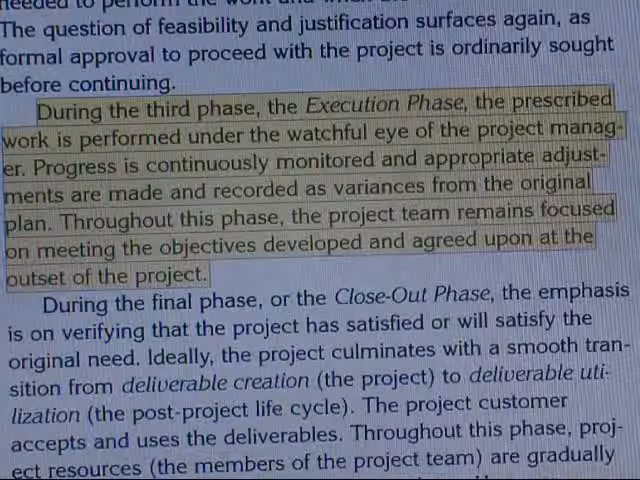 needed to perform the work and when
The question of feasibility and justification surfaces again, as
formal approval to proceed with the project is ordinarily sought
before continuing.
During the third phase, the Execution Phase, the prescribed
work is performed under the watchful eye of the project manag-
er. Progress is continuously monitored and appropriate adjust-
ments are made and recorded as variances from the original
plan. Throughout this phase, the project team remains focused
on meeting the objectives developed and agreed upon at the
outset of the project.
During the final phase, or the Close-Out Phase, the emphasis
is on verifying that the project has satisfied or will satisfy the
original need. Ideally, the project culminates with a smooth tran-
sition from deliverable creation (the project) to deliverable uti-
lization (the post-project life cycle). The project customer
accepts and uses the deliverables. Throughout this phase, proj-
ect resources (the members of the project team) are gradually